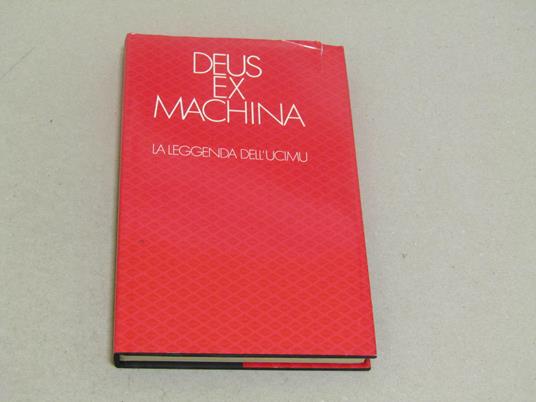 DEUS
EX
MACHINA
LA LEGGENDA DELL'UCIMU